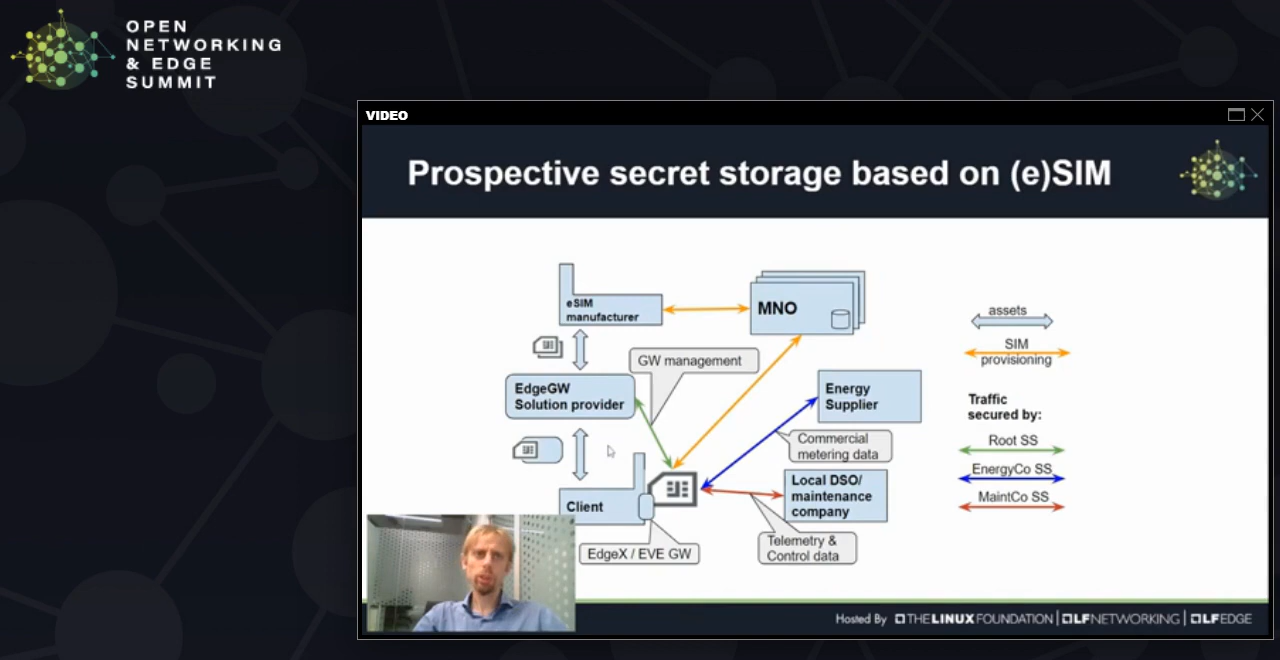 OPEN
NETWORKING
& EDGE
SUMMIT
VIDEO
Prospective secret storage based on (e)SIM
eSIM
manufacturer
MNO
GW management
EdgeGW
Solution provider
Energy
Supplier
Commercial
metering data
Client
Local DSO/
maintenance
company
EdgeX / EVE GW
Telemetry &
Control data
assets
SIM
provisioning
Traffic
secured by:
Root SS
EnergyCo SS
MaintCo SS
Hosted By THE LINUX FOUNDATION | LFNETWORKING | LFEDGE